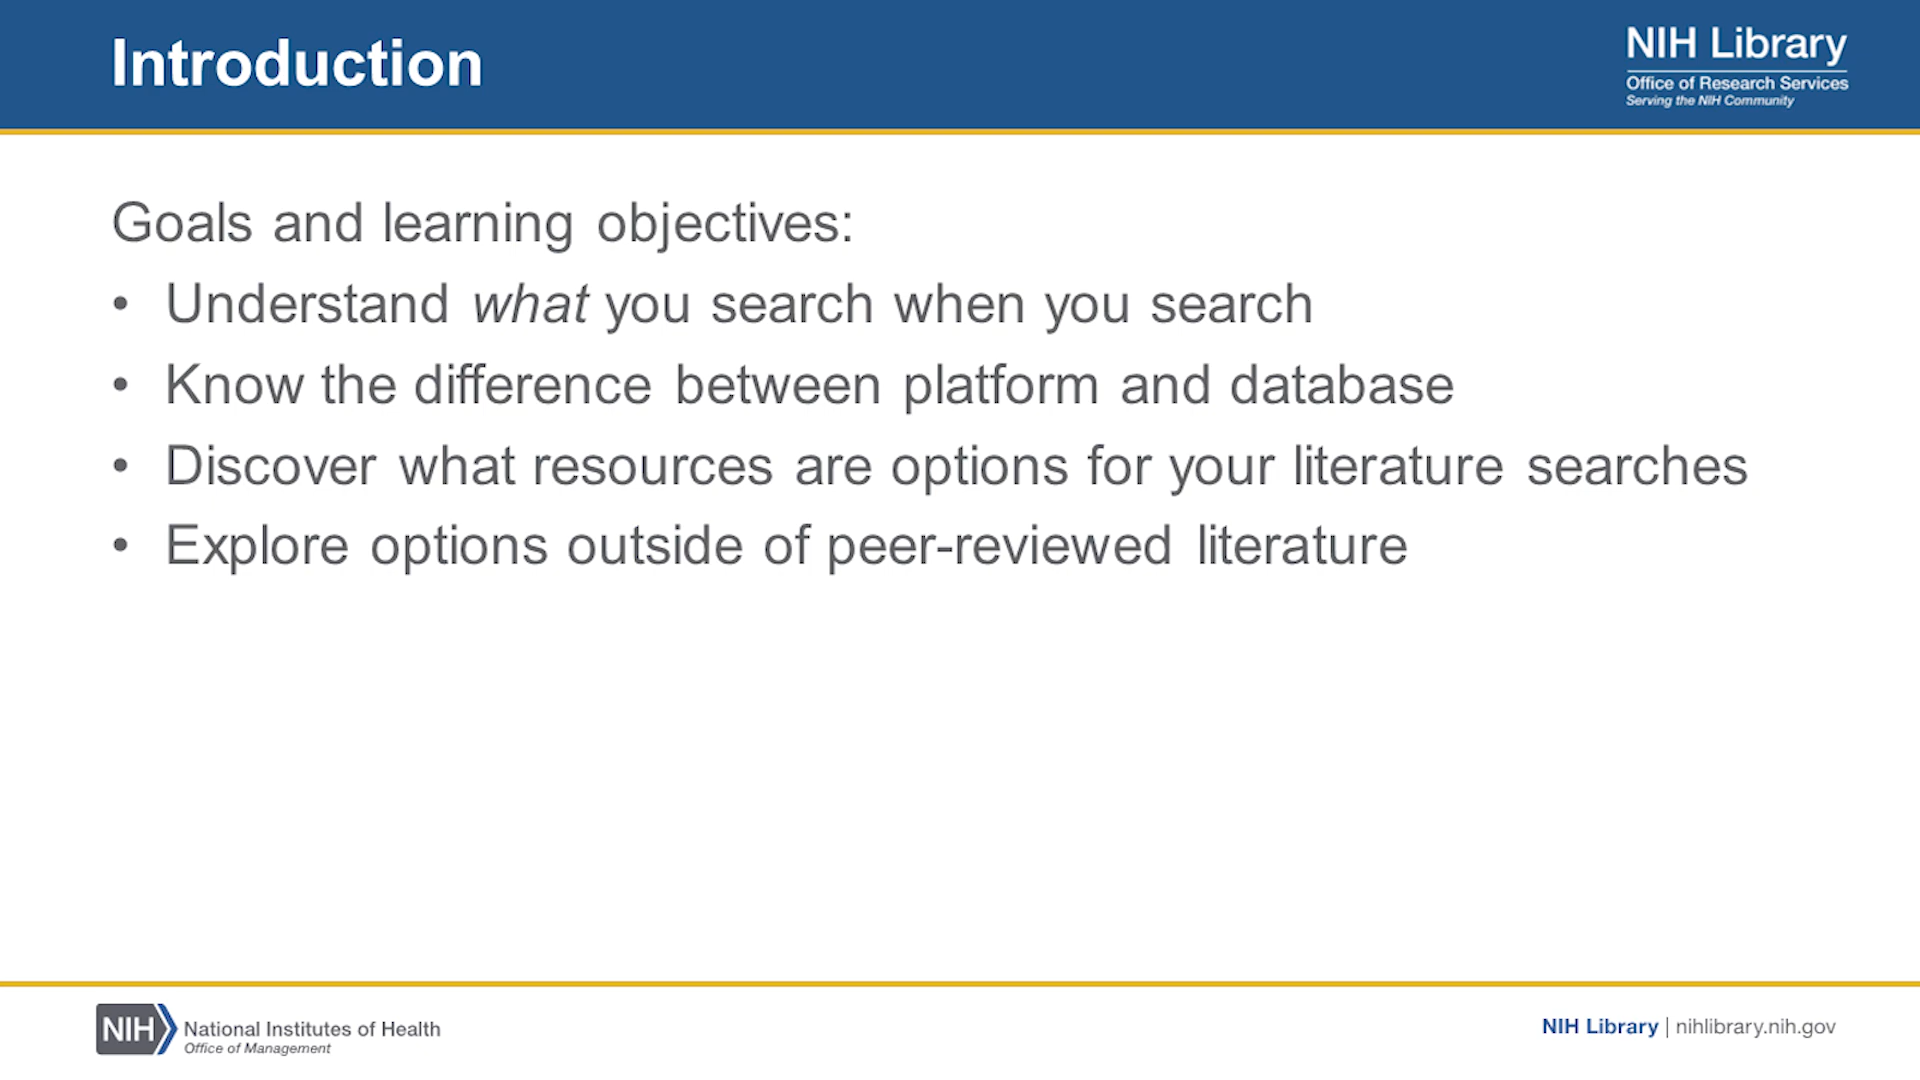 Introduction
NIH Library
Office of Research Services
Serving the NIH Community
Goals and learning objectives:
• Understand what you search when you search
• Know the difference between platform and database
• Discover what resources are options for your literature searches
• Explore options outside of peer-reviewed literature
NIH National Institutes of Health
Office of Management
NIH Library | nihlibrary.nih.gov